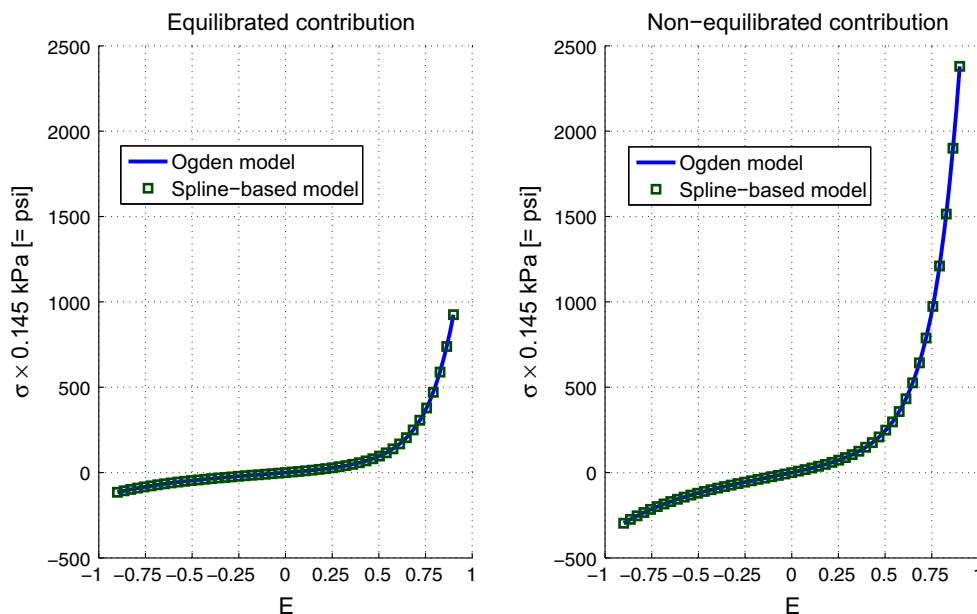 Equilibrated contribution
2500
2000
1500
1000
500
0
−500
σ × 0.145 kPa [= psi]
Ogden model
Spline−based model
−1 −0.75 −0.5 −0.25 0 0.25 0.5 0.75 1
E
Non−equilibrated contribution
2500
2000
1500
1000
500
0
−500
σ × 0.145 kPa [= psi]
Ogden model
Spline−based model
−1 −0.75 −0.5 −0.25 0 0.25 0.5 0.75 1
E